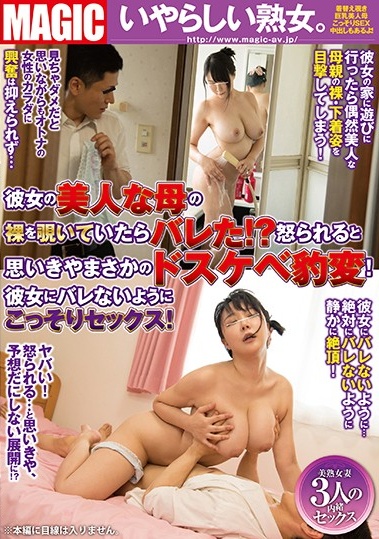 MAGIC
いやらしい熟女。
http://www.magic-av.jp/
着替え覗き
巨乳美人母
こっそりSEX
中出しもあるよ!
彼女の家に遊びに
行ったら偶然美人な
母親の裸・下着姿を
目撃してしまう!
見ちゃダメだと
思いながらもオトナの
女性のカラダに
興奮は抑えられず…
彼女の美人な母の
裸を覗いていたらバレた!?怒られると
思いきやまさかのドスケベ豹変!
彼女にバレないように
こっそりセックス!
彼女にバレないように…
絶対にバレないように
静かに絶頂!
ヤバい!
怒られる…と思いきや、
予想だにしない展開に!?
美熟女妻
3人の
内緒
セックス
※本編に目線は入りません